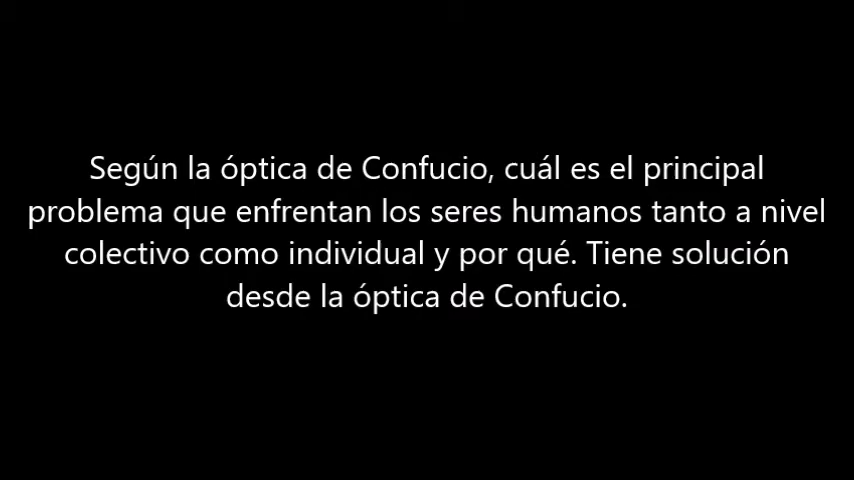 Según la óptica de Confucio, cuál es el principal
problema que enfrentan los seres humanos tanto a nivel
colectivo como individual y por qué. Tiene solución
desde la óptica de Confucio.